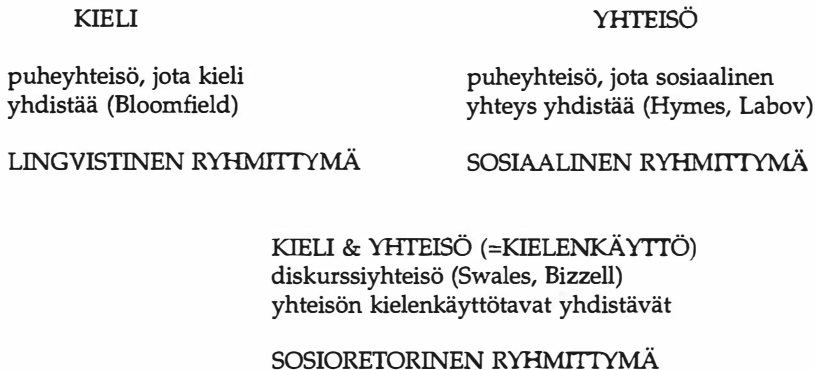 KIELI
puheyhteisö, jota kieli
yhdistää (Bloomfield)
LINGVISTINEN RYHMITTYMÄ
YHTEISÖ
puheyhteisö, jota sosiaalinen
yhteys yhdistää (Hymes, Labov)
SOSIAALINEN RYHMITTYMÄ
KIELI & YHTEISÖ (=KIELENKÄYTTÖ)
diskurssiyhteisö (Swales, Bizzell)
yhteisön kielenkäyttötavat yhdistävät
SOSIORETORINEN RYHMITTYMÄ